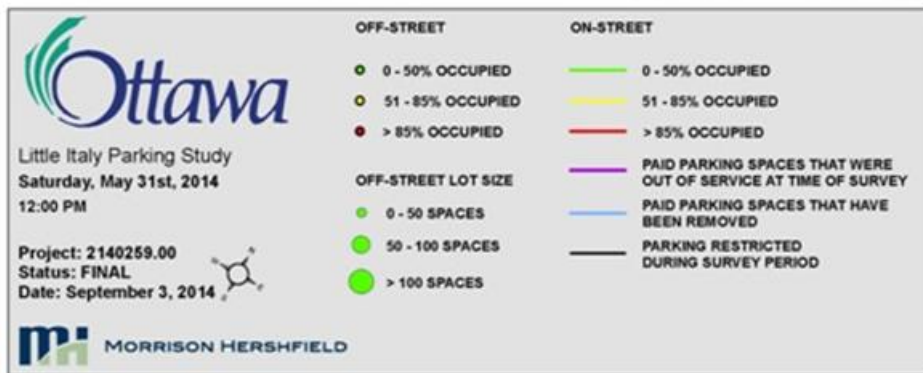 Ottawa
Little Italy Parking Study
Saturday, May 31st, 2014
12:00 PM
Project: 2140259.00
Status: FINAL
Date: September 3, 2014
MORRISON HERSHFIELD
OFF-STREET
0 - 50% OCCUPIED
51 - 85% OCCUPIED
> 85% OCCUPIED
OFF-STREET LOT SIZE
0 - 50 SPACES
50 - 100 SPACES
> 100 SPACES
ON-STREET
0 - 50% OCCUPIED
51 - 85% OCCUPIED
> 85% OCCUPIED
PAID PARKING SPACES THAT WERE
OUT OF SERVICE AT TIME OF SURVEY
PAID PARKING SPACES THAT HAVE
BEEN REMOVED
PARKING RESTRICTED
DURING SURVEY PERIOD